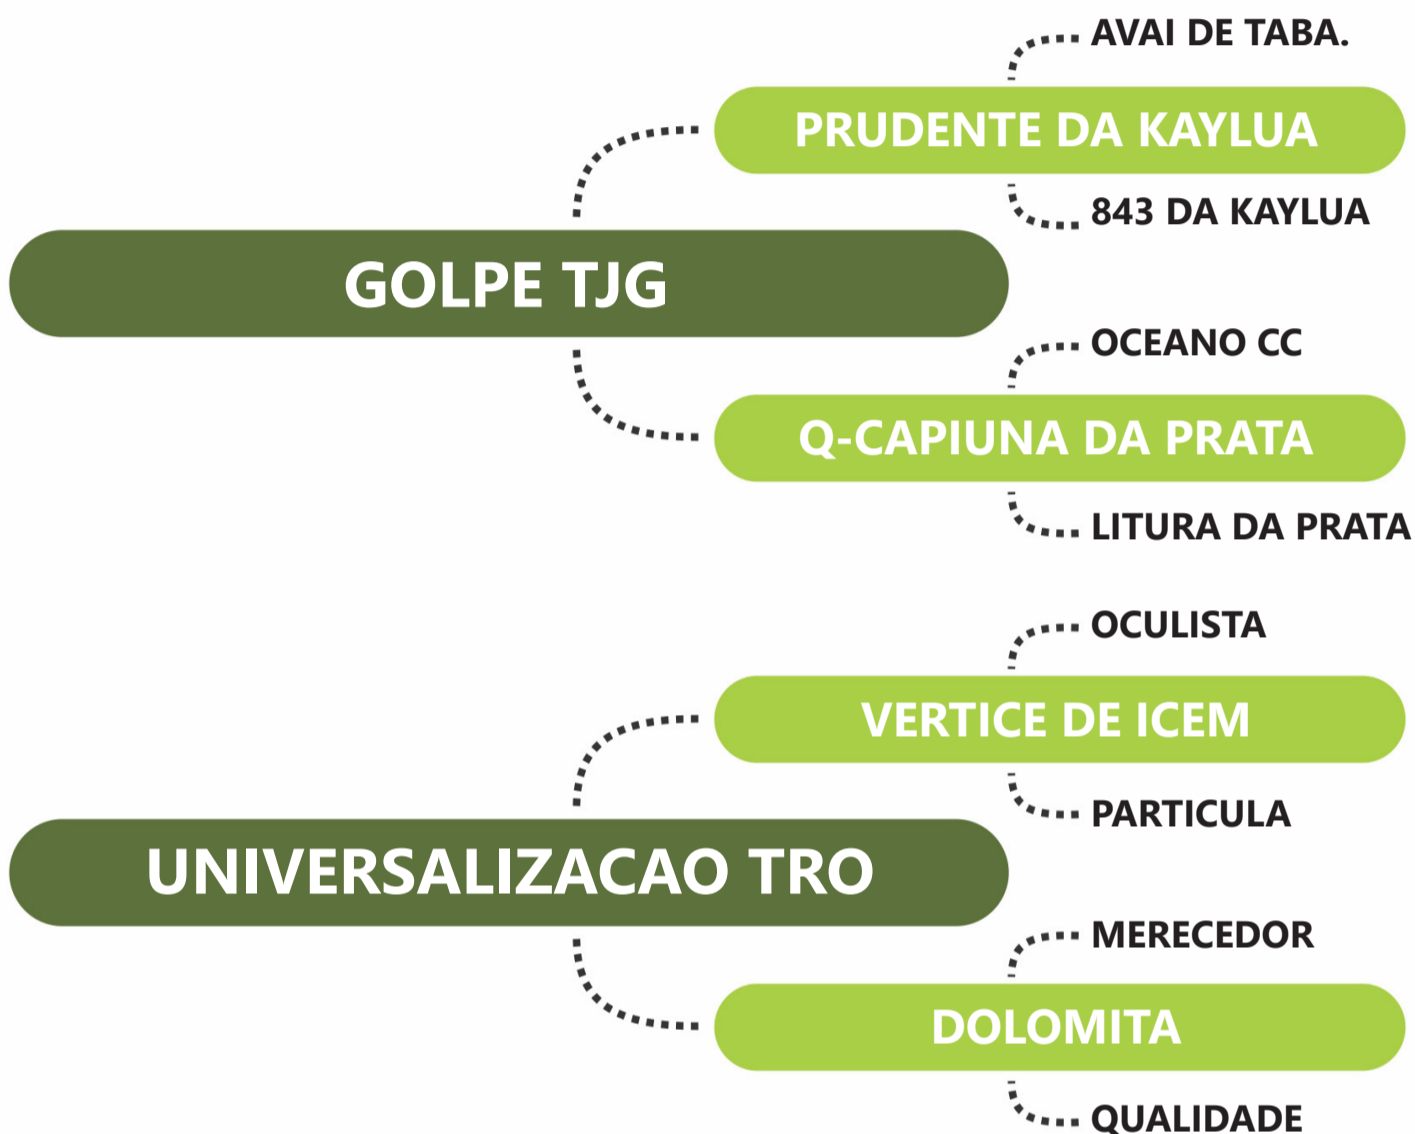 AVAI DE TABA.
PRUDENTE DA KAYLUA
843 DA KAYLUA
GOLPE TJG
OCEANO CC
Q-CAPIUNA DA PRATA
LITURA DA PRATA
OCULISTA
VERTICE DE ICEM
PARTICULA
UNIVERSALIZACAO TRO
MERECEDOR
DOLOMITA
QUALIDADE